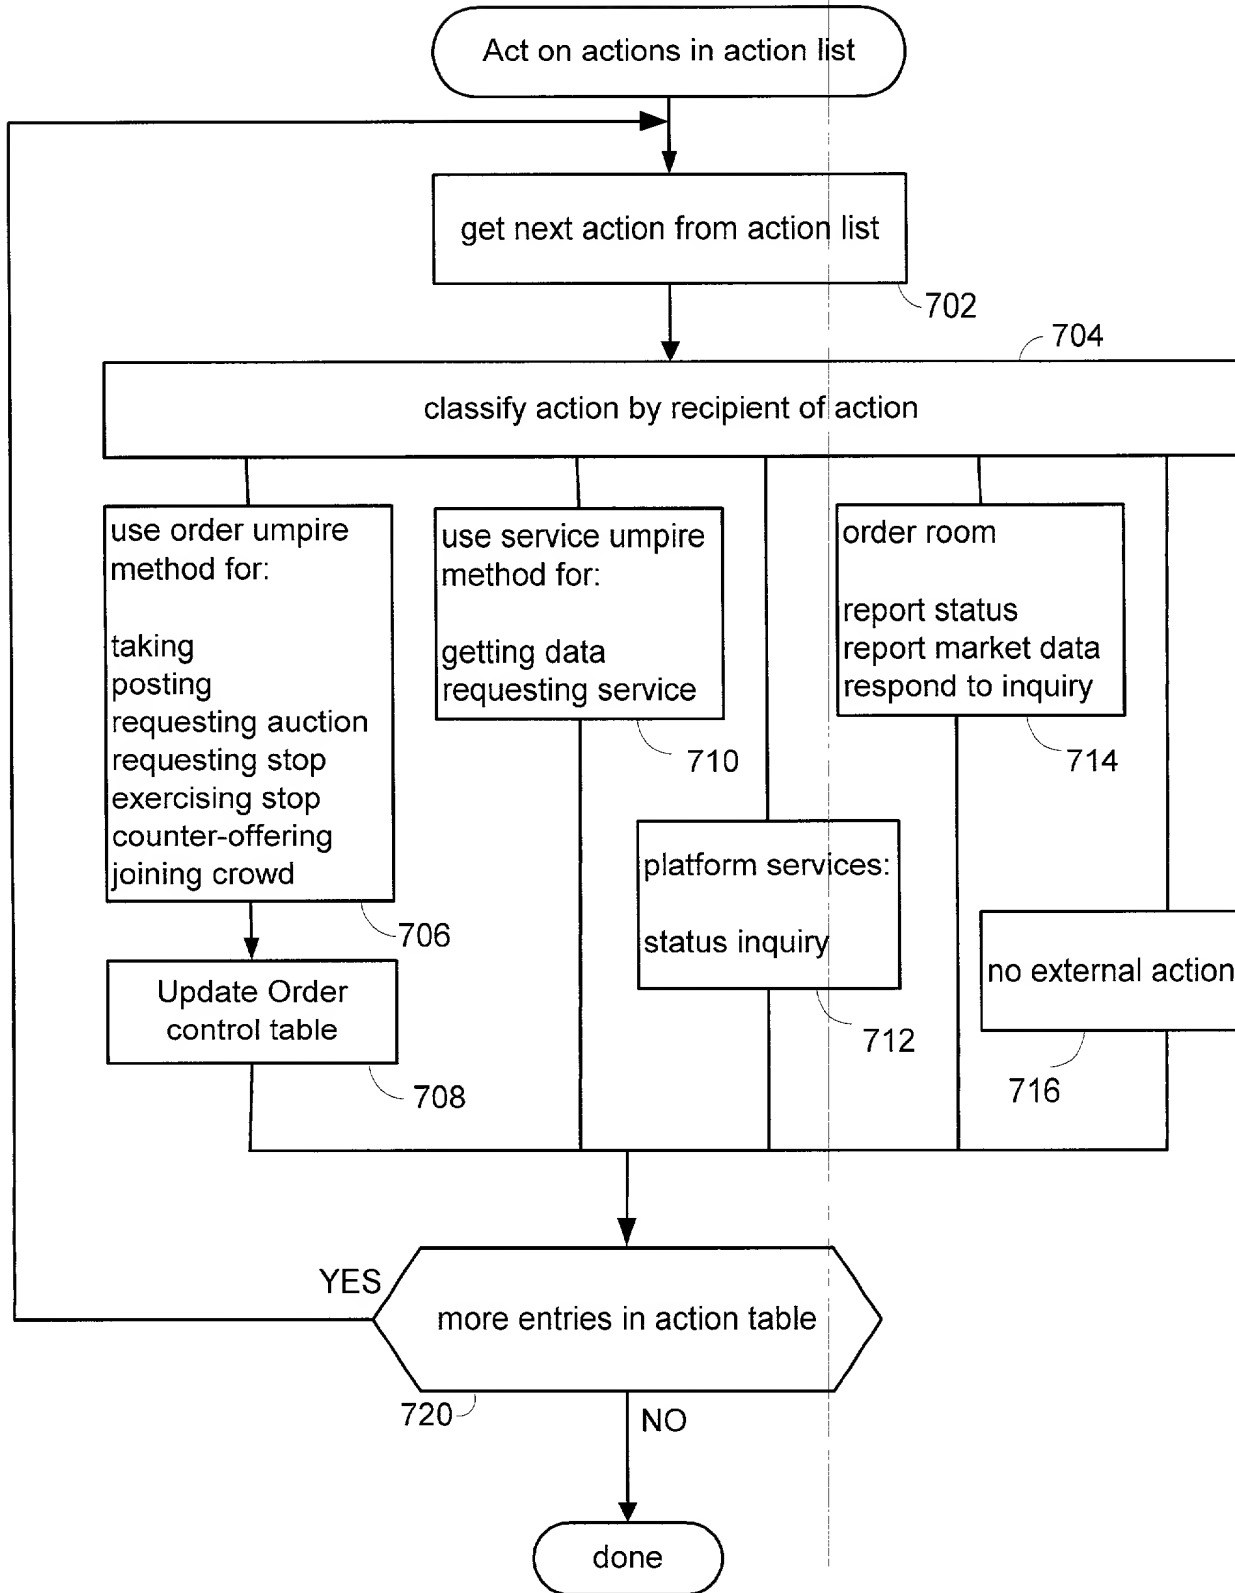 Act on actions in action list
get next action from action list
702
704
classify action by recipient of action
use order umpire
method for:
taking
posting
requesting auction
requesting stop
exercising stop
counter-offering
joining crowd
706
Update Order
control table
708
use service umpire
method for:
getting data
requesting service
710
platform services:
status inquiry
712
order room
report status
report market data
respond to inquiry
714
no external action
716
YES
more entries in action table
720
NO
done